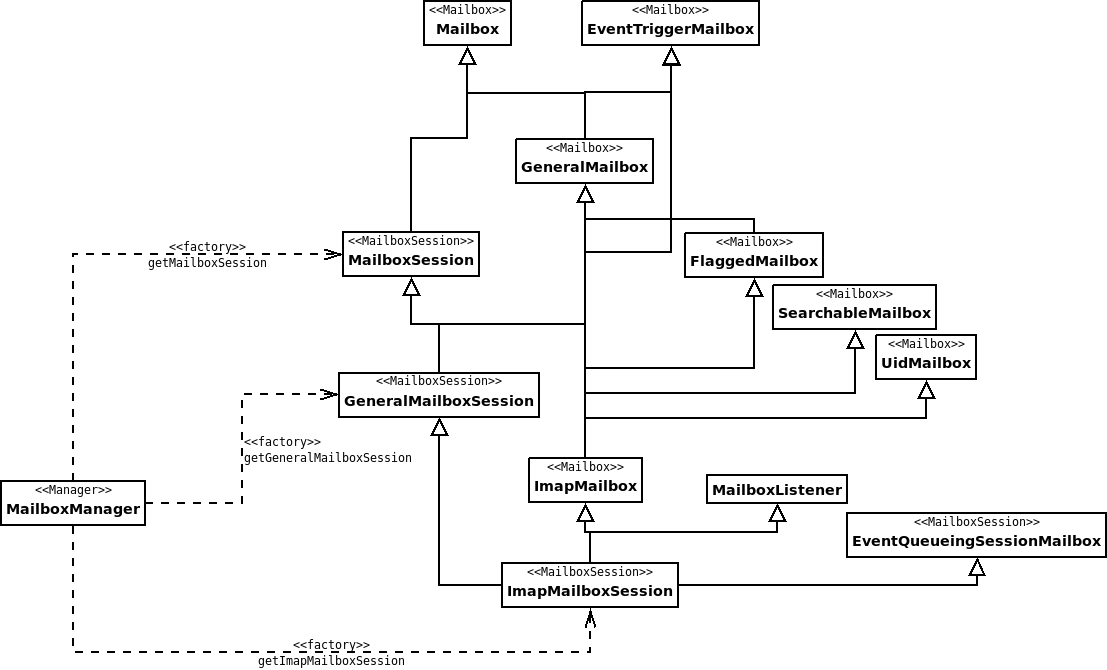 <<Mailbox>>
Mailbox
<<Mailbox>>
EventTriggerMailbox
<<Mailbox>>
GeneralMailbox
<<MailboxSession>>
MailboxSession
<<Mailbox>>
FlaggedMailbox
<<factory>>
getMailboxSession
<<Mailbox>>
SearchableMailbox
<<Mailbox>>
UidMailbox
<<MailboxSession>>
GeneralMailboxSession
<<factory>>
getGeneralMailboxSession
<<Mailbox>>
ImapMailbox
MailboxListener
<<Manager>>
MailboxManager
<<MailboxSession>>
EventQueueingSessionMailbox
<<MailboxSession>>
ImapMailboxSession
<<factory>>
getImapMailboxSession